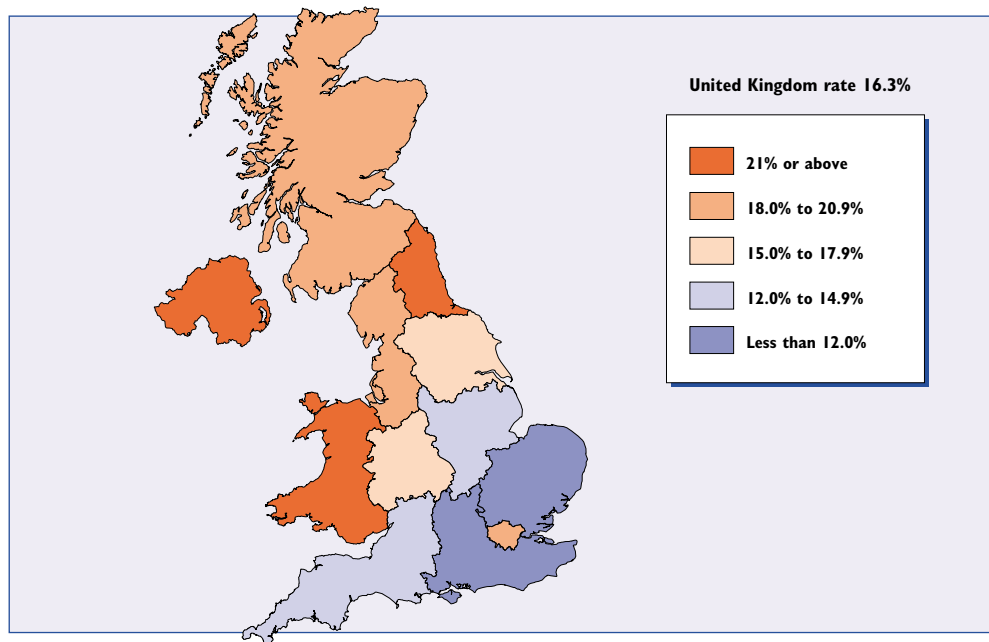 United Kingdom rate 16.3%
21% or above
18.0% to 20.9%
15.0% to 17.9%
12.0% to 14.9%
Less than 12.0%